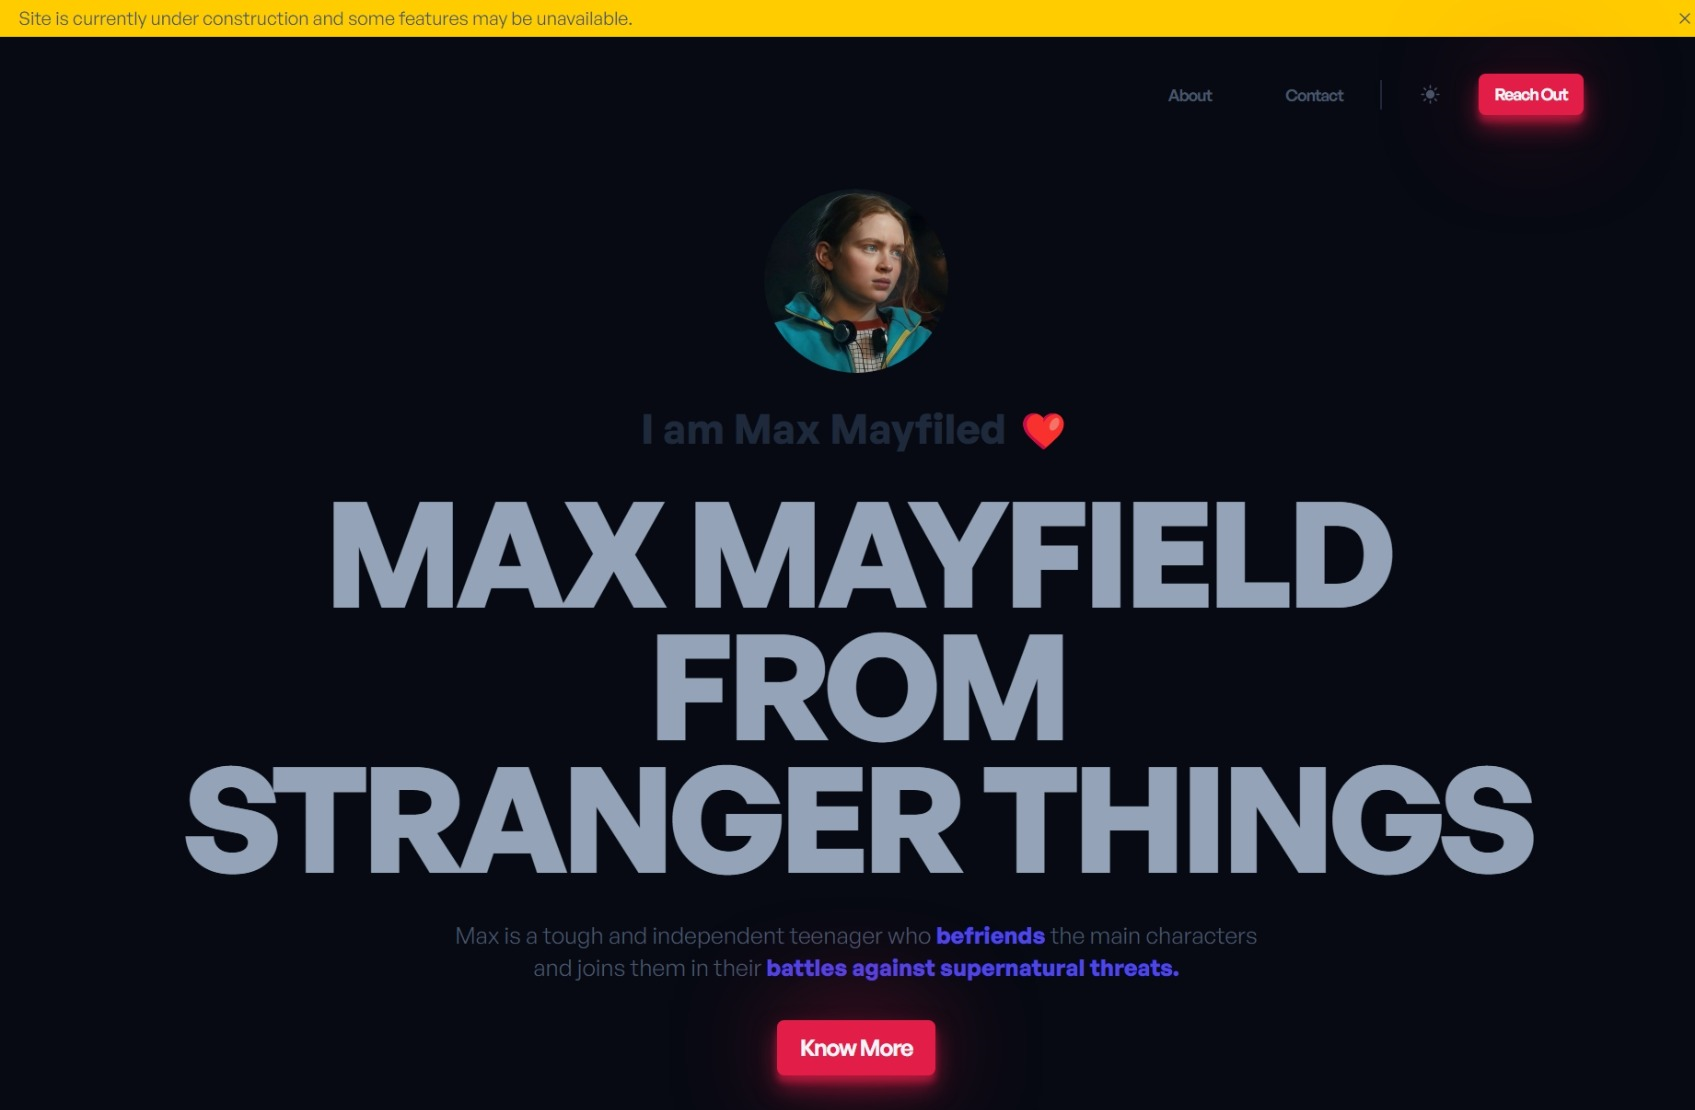 Site is currently under construction and some features may be unavailable.
About
Contact
Reach Out
I am Max Mayfiled ❤️
MAX MAYFIELD
FROM
STRANGER THINGS
Max is a tough and independent teenager who befriends the main characters
and joins them in their battles against supernatural threats.
Know More